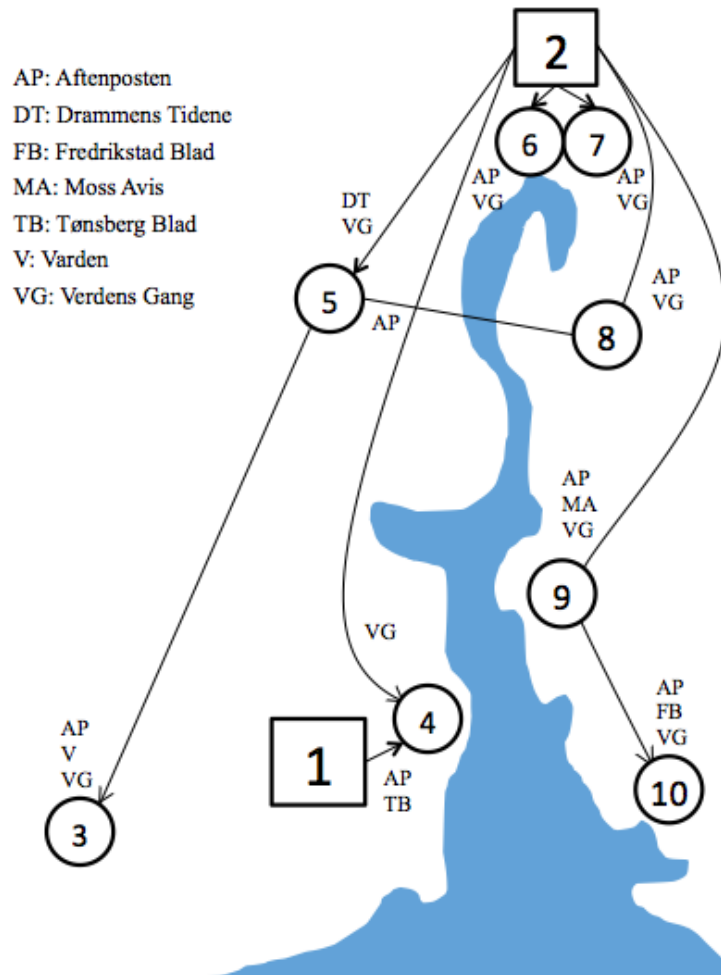 AP: Aftenposten
DT: Drammens Tidene
FB: Fredrikstad Blad
MA: Moss Avis
TB: Tønsberg Blad
V: Varden
VG: Verdens Gang
2
6
7
AP
VG
AP
VG
DT
VG
5
AP
AP
VG
8
AP
MA
VG
9
VG
4
1
AP
TB
AP
V
VG
3
AP
FB
VG
10